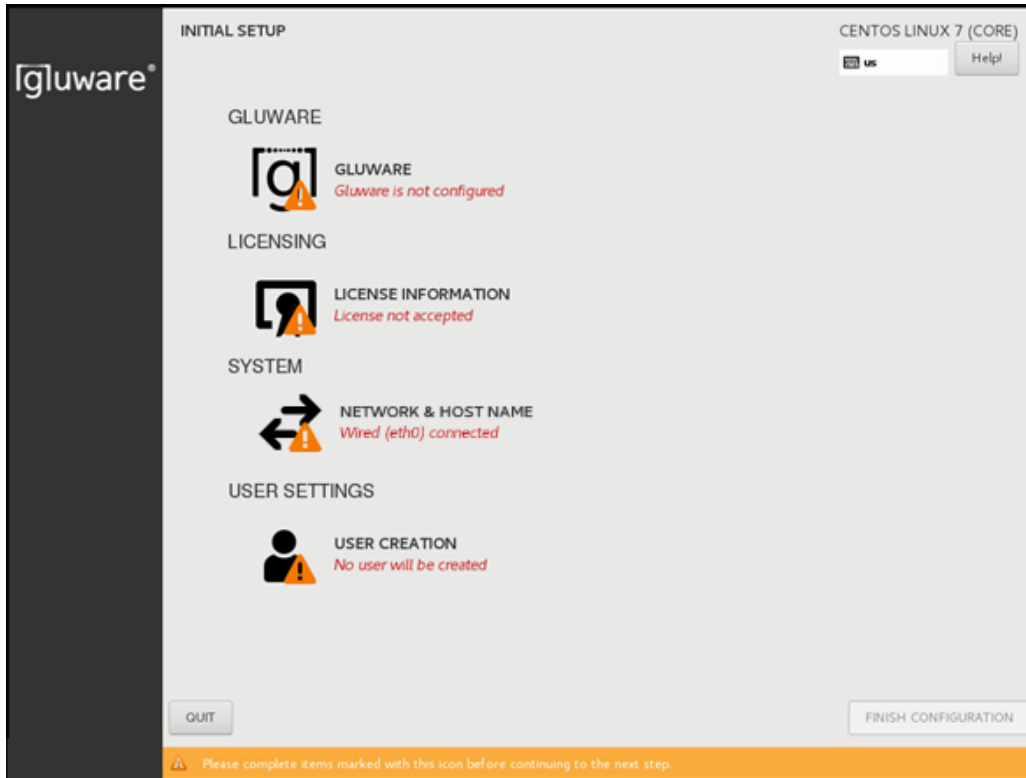 INITIAL SETUP
CENTOS LINUX 7 (CORE)
[g]luware®
us
Help!
GLUWARE
[g]
GLUWARE
Gluware is not configured
LICENSING
LICENSE INFORMATION
License not accepted
SYSTEM
NETWORK & HOST NAME
Wired (eth0) connected
USER SETTINGS
USER CREATION
No user will be created
QUIT
FINISH CONFIGURATION
Please complete items marked with this icon before continuing to the next step.